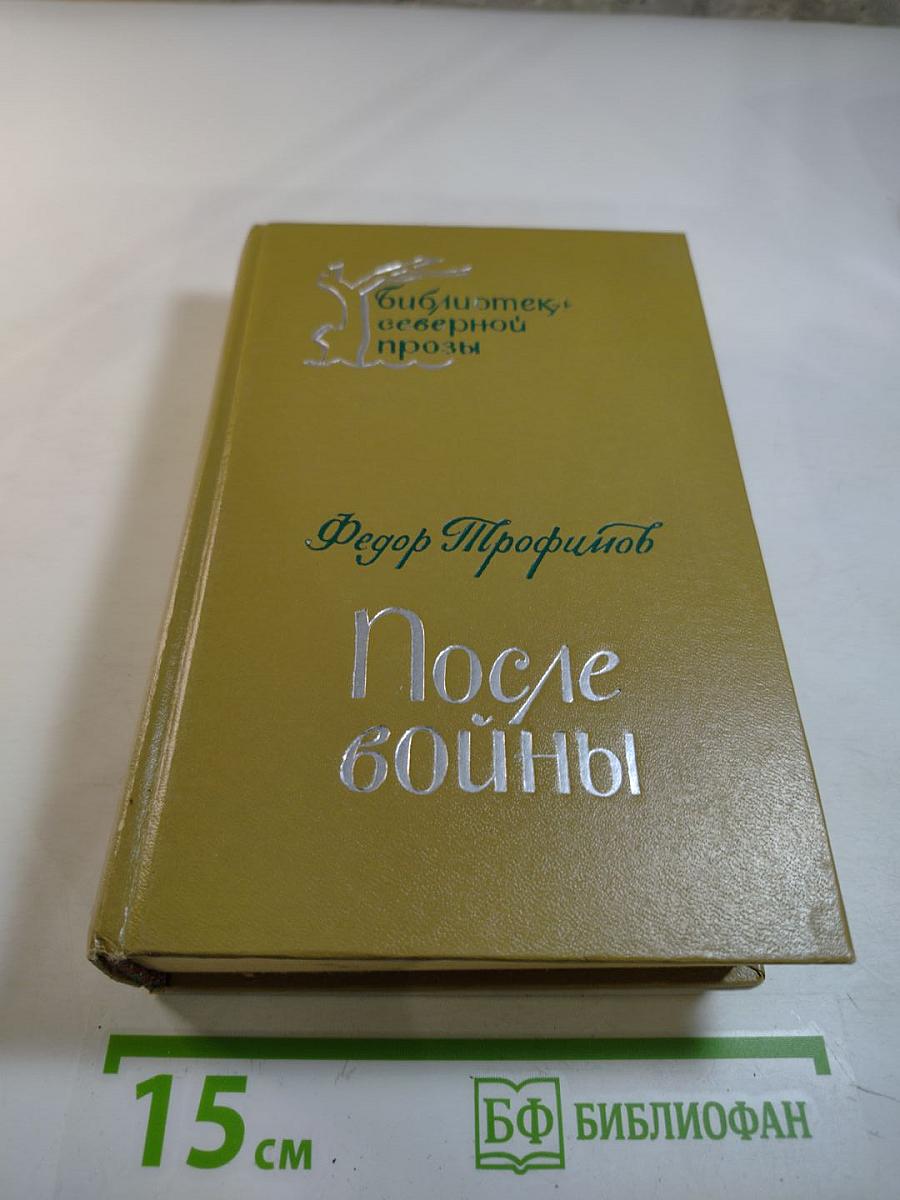 библиотека
северной
прозы
Федор Трофимов
После
войны
15 см
БФ БИБЛИОФАН